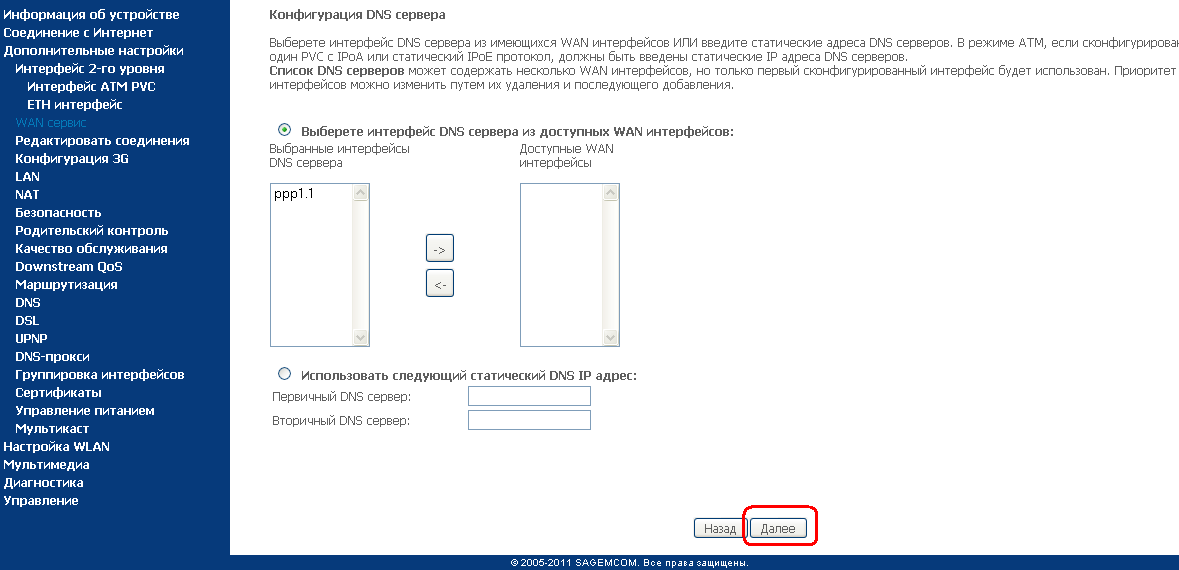 Информация об устройстве
Соединение с Интернет
Дополнительные настройки
Интерфейс 2-го уровня
Интерфейс ATM PVC
ETH интерфейс
WAN сервис
Редактировать соединения
Конфигурация 3G
LAN
NAT
Безопасность
Родительский контроль
Качество обслуживания
Downstream QoS
Маршрутизация
DNS
DSL
UPNP
DNS-прокси
Группировка интерфейсов
Сертификаты
Управление питанием
Мультикаст
Настройка WLAN
Мультимедиа
Диагностика
Управление
Конфигурация DNS сервера
Выберете интерфейс DNS сервера из имеющихся WAN интерфейсов ИЛИ введите статические адреса DNS серверов. В режиме ATM, если сконфигурирован
один PVC с IPoA или статический IPoE протокол, должны быть введены статические IP адреса DNS серверов.
Список DNS серверов может содержать несколько WAN интерфейсов, но только первый сконфигурированный интерфейс будет использован. Приоритет
интерфейсов можно изменить путем их удаления и последующего добавления.
Выберете интерфейс DNS сервера из доступных WAN интерфейсов:
Выбранные интерфейсы
DNS сервера
Доступные WAN
интерфейсы
ppp1.1
->
<-
Использовать следующий статический DNS IP адрес:
Первичный DNS сервер:
Вторичный DNS сервер:
Назад
Далее
© 2005-2011 SAGEMCOM. Все права защищены.